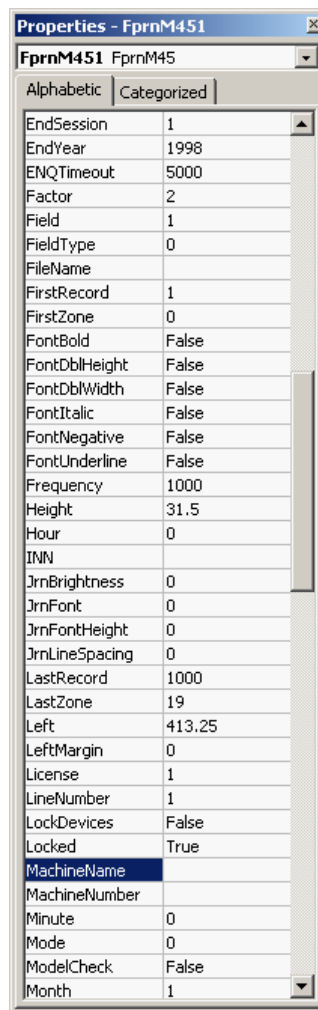 Properties - FprnM451
FprnM451 FprnM45
Alphabetic Categorized
EndSession 1
EndYear 1998
ENQTimeout 5000
Factor 2
Field 1
FieldType 0
FileName
FirstRecord 1
FirstZone 0
FontBold False
FontDblHeight False
FontDblWidth False
FontItalic False
FontNegative False
FontUnderline False
Frequency 1000
Height 31.5
Hour 0
INN
JrnBrightness 0
JrnFont 0
JrnFontHeight 0
JrnLineSpacing 0
LastRecord 1000
LastZone 19
Left 413.25
LeftMargin 0
License 1
LineNumber 1
LockDevices False
Locked True
MachineName
MachineNumber
Minute 0
Mode 0
ModelCheck False
Month 1